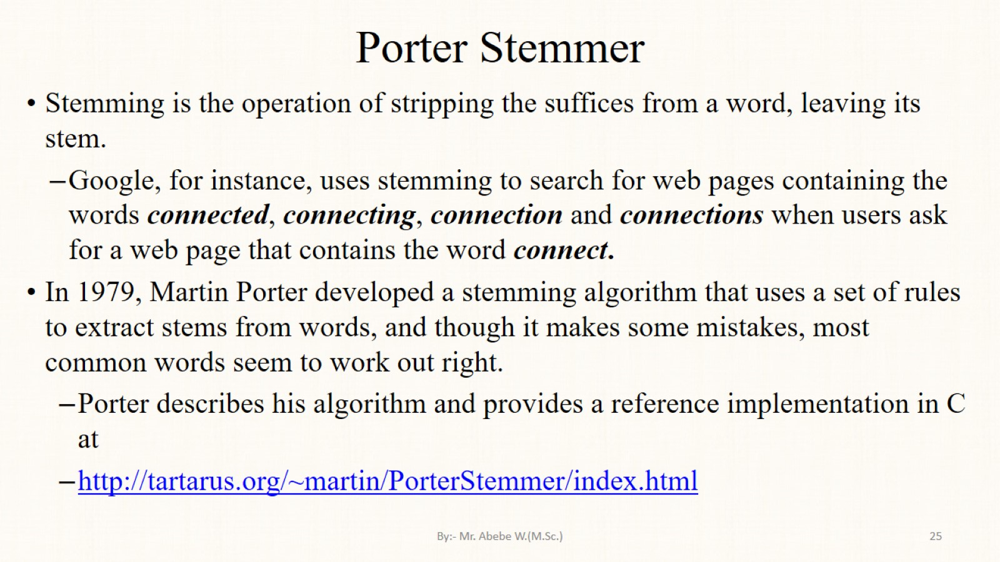 Porter Stemmer
• Stemming is the operation of stripping the suffices from a word, leaving its
stem.
–Google, for instance, uses stemming to search for web pages containing the
words connected, connecting, connection and connections when users ask
for a web page that contains the word connect.
• In 1979, Martin Porter developed a stemming algorithm that uses a set of rules
to extract stems from words, and though it makes some mistakes, most
common words seem to work out right.
–Porter describes his algorithm and provides a reference implementation in C
at
–http://tartarus.org/~martin/PorterStemmer/index.html
By:- Mr. Abebe W.(M.Sc.)
25